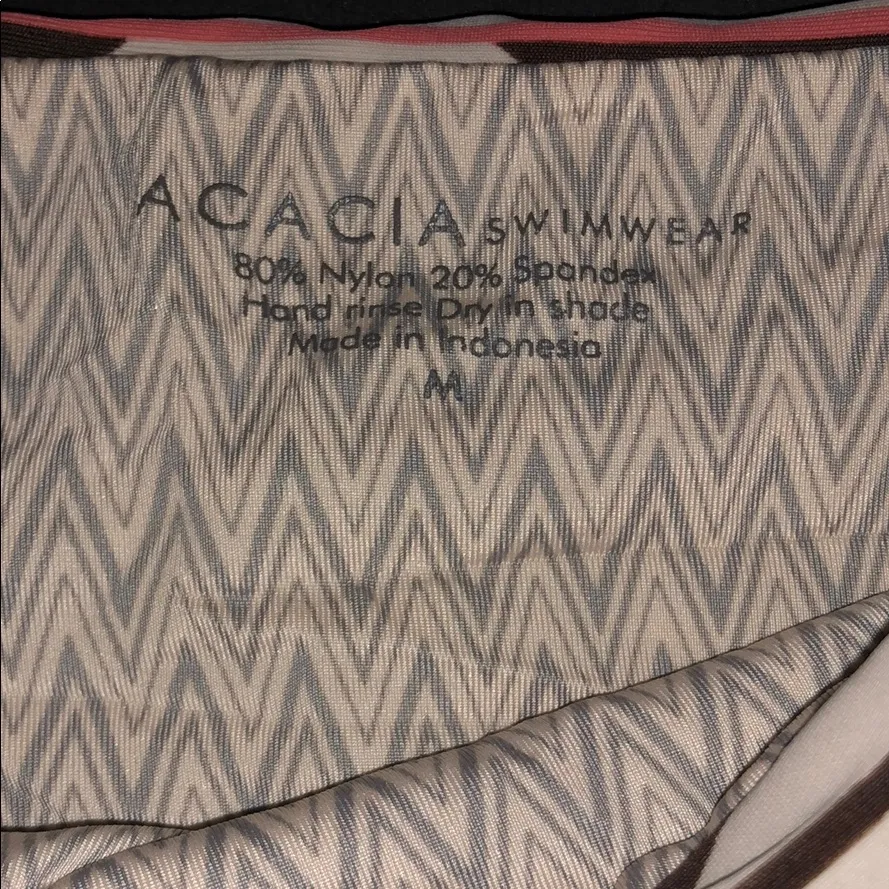 ACACIA SWIMWEAR
80% Nylon 20% Spandex
Hand rinse Dry in shade
Made in Indonesia
M